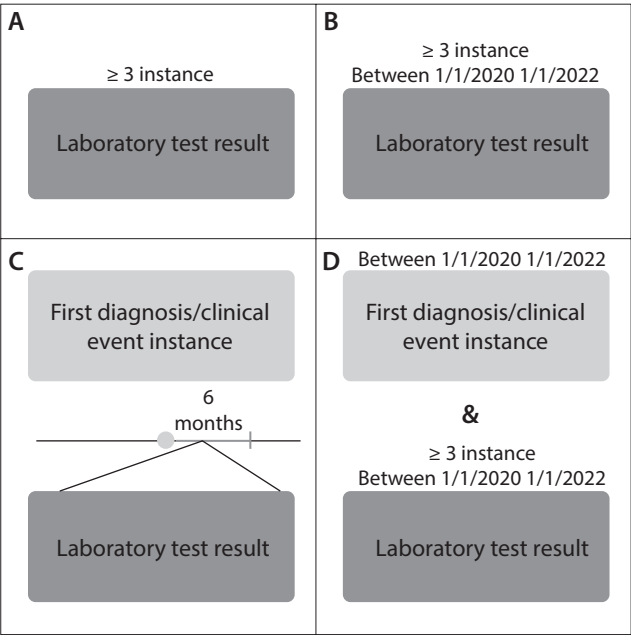 A
≥ 3 instance
Laboratory test result
B
≥ 3 instance
Between 1/1/2020 1/1/2022
Laboratory test result
C
First diagnosis/clinical
event instance
6
months
Laboratory test result
D
Between 1/1/2020 1/1/2022
First diagnosis/clinical
event instance
&
≥ 3 instance
Between 1/1/2020 1/1/2022
Laboratory test result